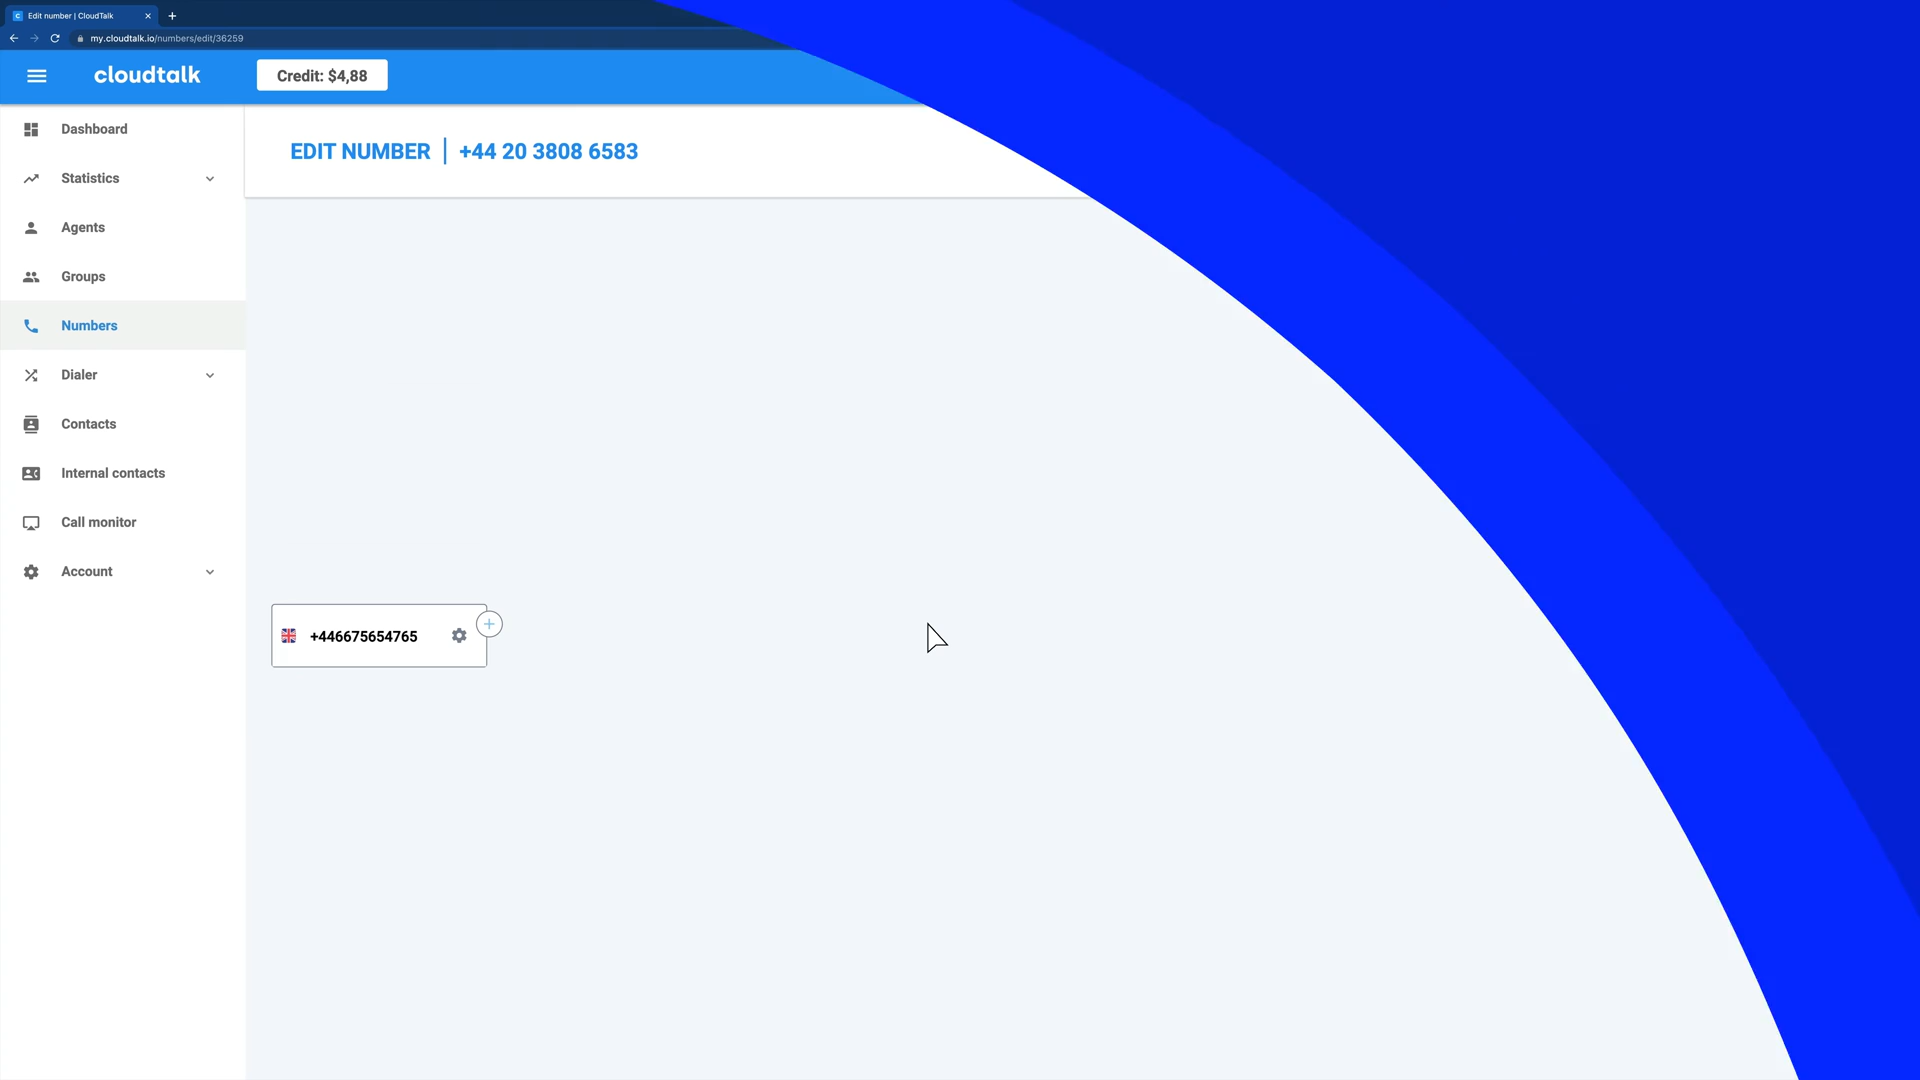 Edit number | CloudTalk
my.cloudtalk.io/numbers/edit/36259
cloudtalk
Credit: $4,88
Dashboard
EDIT NUMBER | +44 20 3808 6583
Statistics
Agents
Groups
Numbers
Dialer
Contacts
Internal contacts
Call monitor
Account
+446675654765